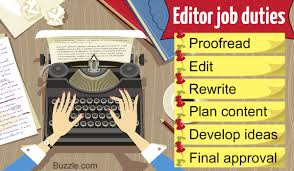 Editor job duties
Proofread
Edit
Rewrite
Plan content
Develop ideas
Final approval
Buzzle.com